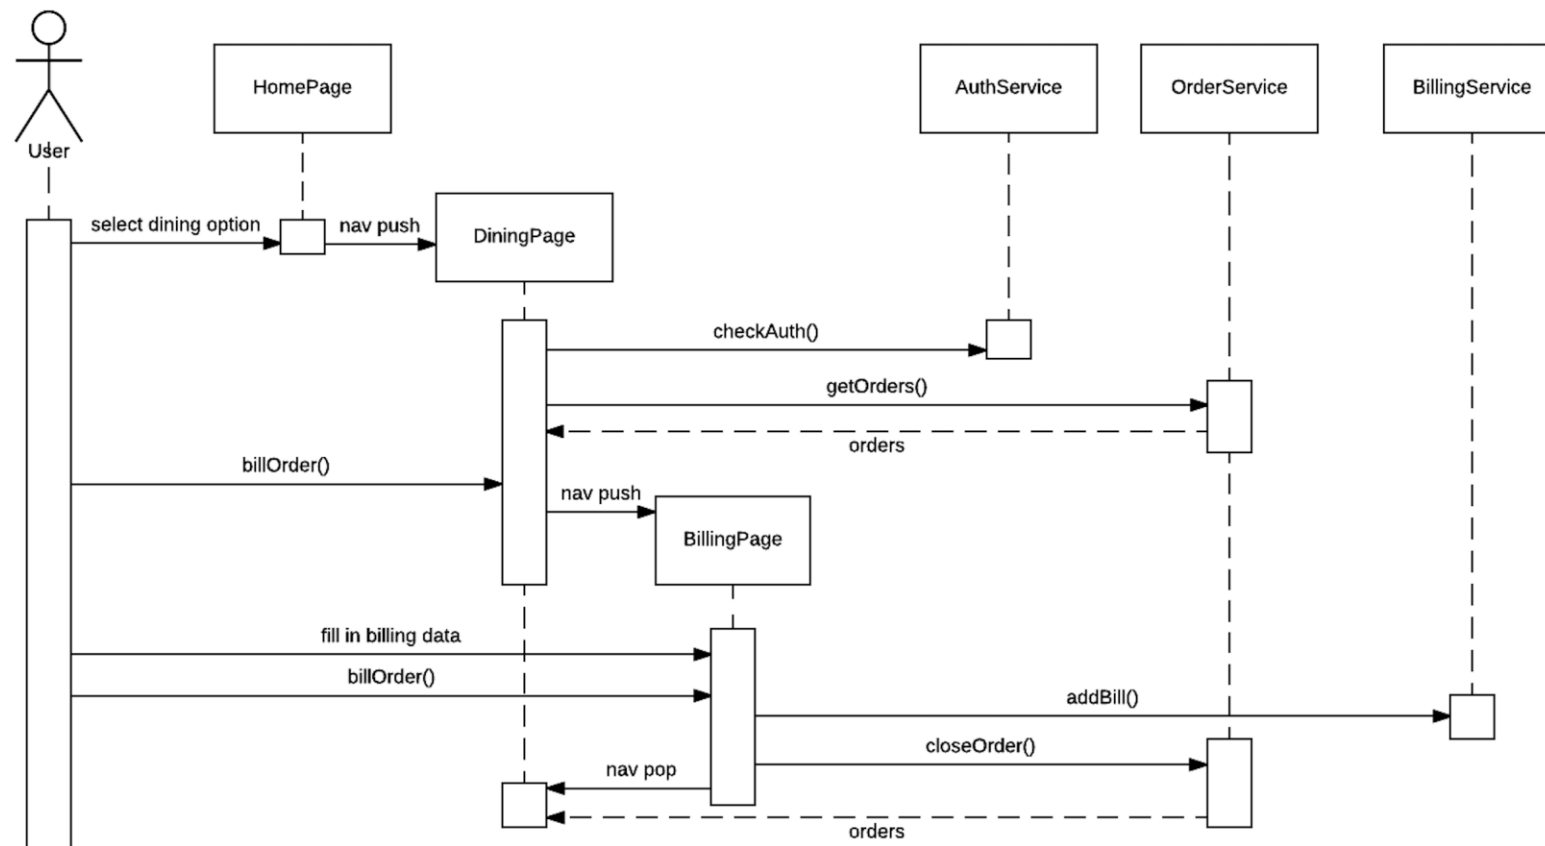 HomePage
AuthService
OrderService
BillingService
User
select dining option
nav push
DiningPage
checkAuth()
getOrders()
orders
billOrder()
nav push
BillingPage
fill in billing data
billOrder()
addBill()
closeOrder()
nav pop
orders